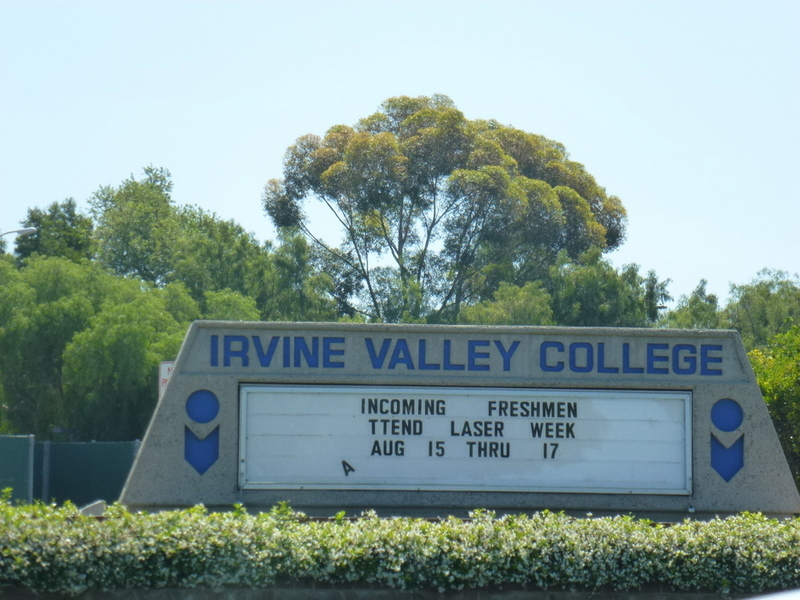 IRVINE VALLEY COLLEGE
INCOMING FRESHMEN
TTEND LASER WEEK
AUG 15 THRU 17
A